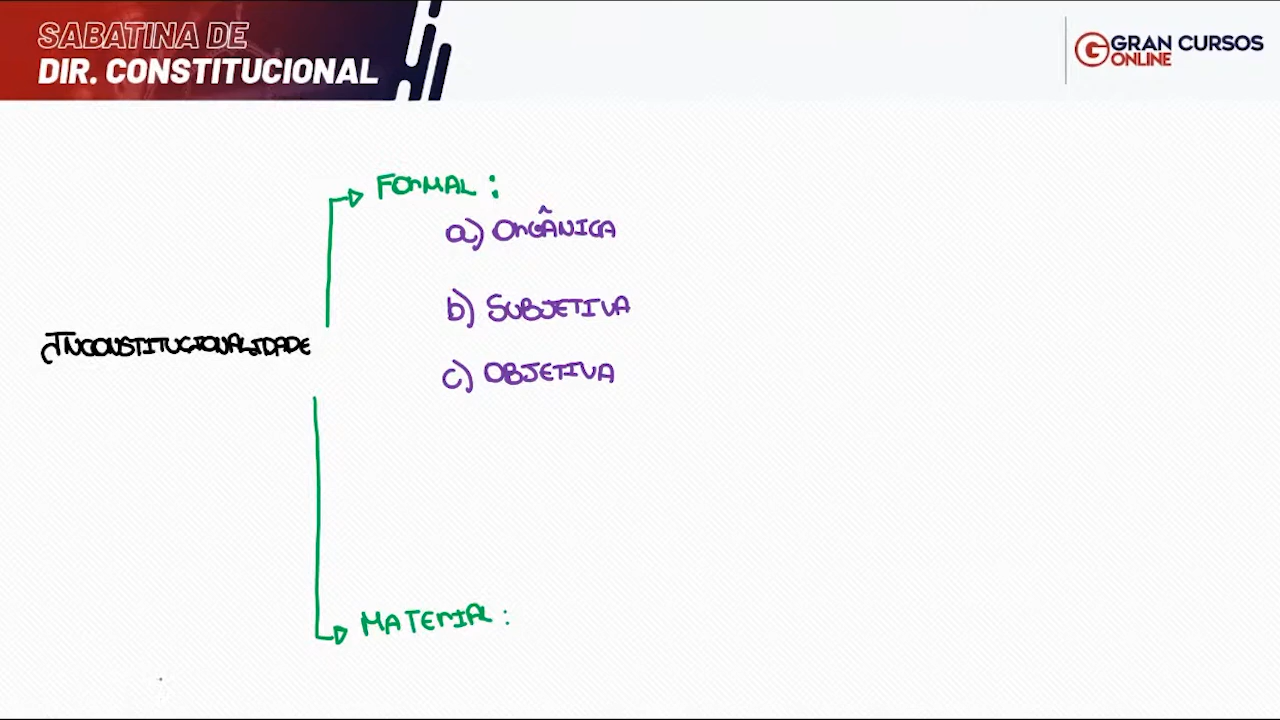 SABATINA DE
DIR. CONSTITUCIONAL
GRAN CURSOS
ONLINE
FORMAL:
a) ORGÂNICA
b) SUBJETIVA
INCONSTITUCIONALIDADE
c) OBJETIVA
MATERIAL: